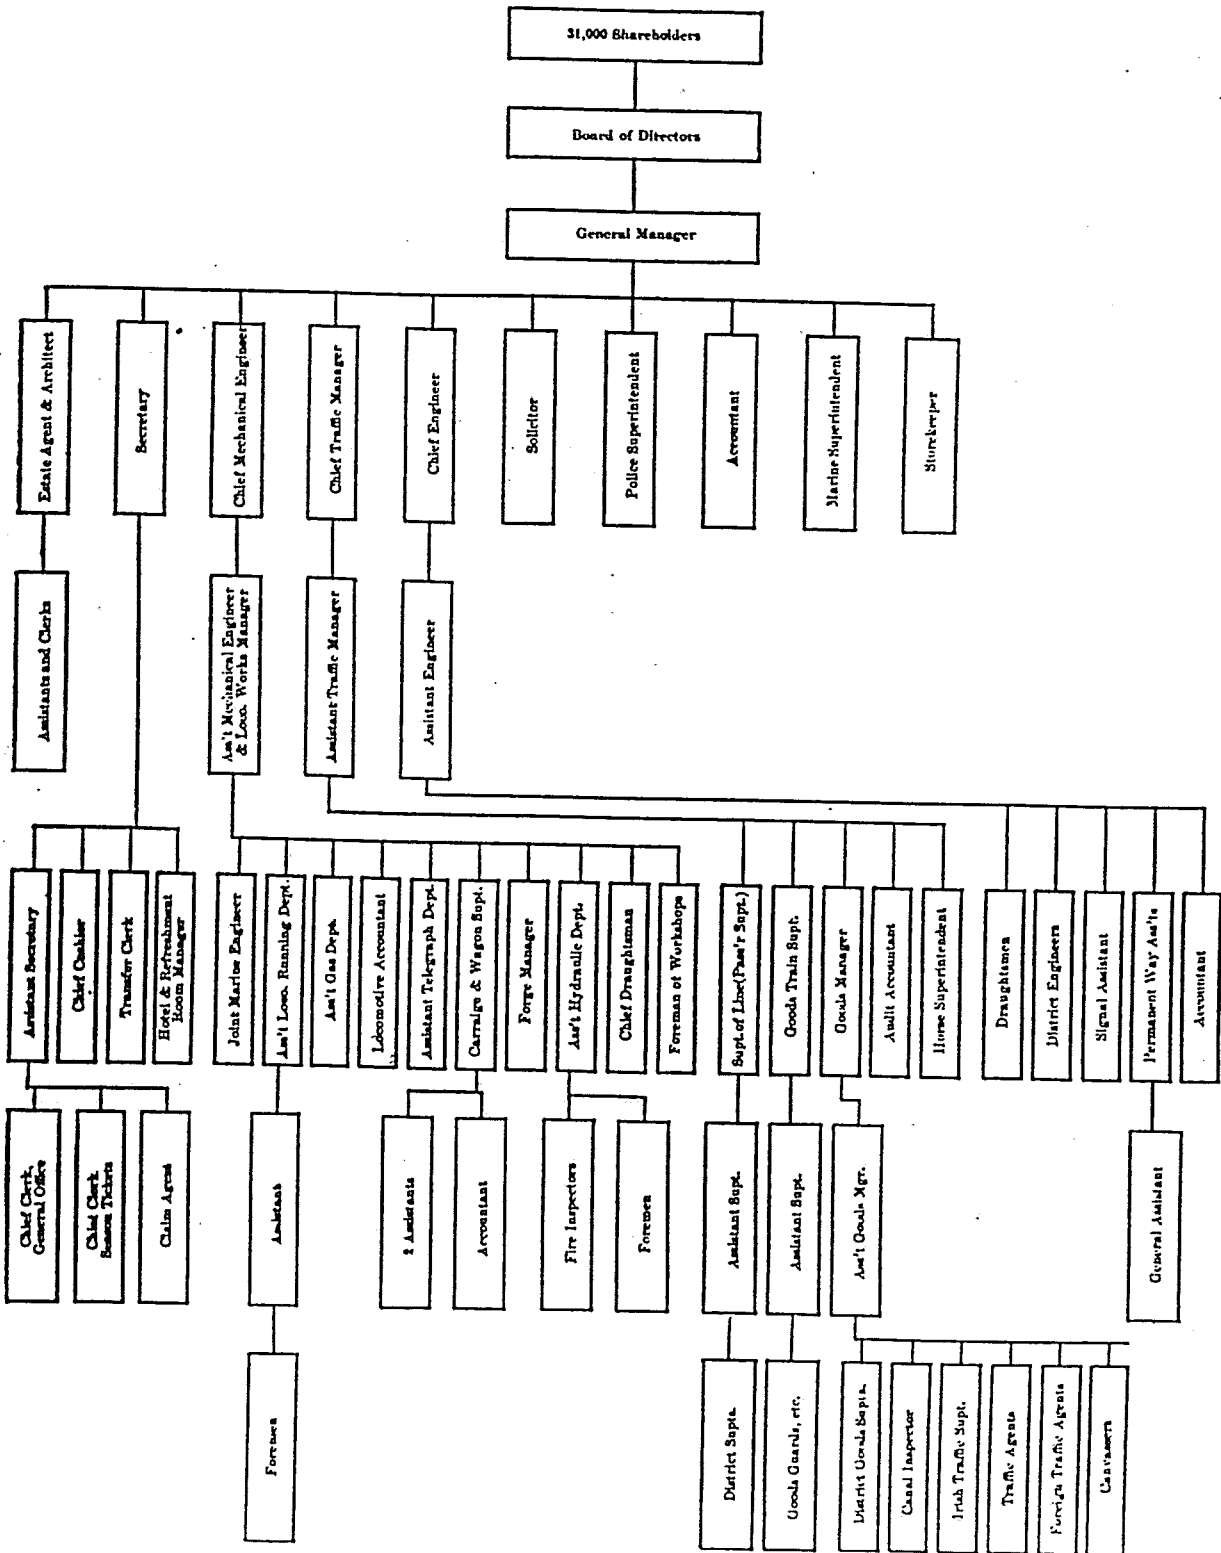 31,000 Shareholders
Board of Directors
General Manager
Estate Agent & Architect
Secretary
Chief Mechanical Engineer
Chief Traffic Manager
Chief Engineer
Solicitor
Police Superintendent
Accountant
Marine Superintendent
Storekeeper
Assistants and Clerks
Ass't Mechanical Engineer
& Loco. Works Manager
Assistant Traffic Manager
Assistant Engineer
Assistant Secretary
Chief Cashier
Transfer Clerk
Hotel & Refreshment
Room Manager
Joint Marine Engineer
Ass't Loco. Running Dept.
Ass't Gas Dept.
Locomotive Accountant
Assistant Telegraph Dept.
Carraige & Wagon Supt.
Forge Manager
Ass't Hydraulic Dept.
Chief Draughtsman
Foreman of Workshops
Supt. of Line (Pass'r Supt.)
Goods Train Supt.
Goods Manager
Audit Accountant
Horse Superintendent
Draughtsmen
District Engineers
Signal Assistant
Permanent Way Ass'ts
Accountant
Chief Clerk,
General Office
Chief Clerk
Season Tickets
Claim Agent
Assistant
2 Assistants
Accountant
Fire Inspectors
Foremen
Assistant Supt.
Assistant Supt.
Ass't Goods Mgr.
General Assistant
Foremen
District Supts.
Goods Guards, etc.
District Goods Supts.
Canal Inspector
Irish Traffic Supt.
Traffic Agents
Foreign Traffic Agents
Canvassers